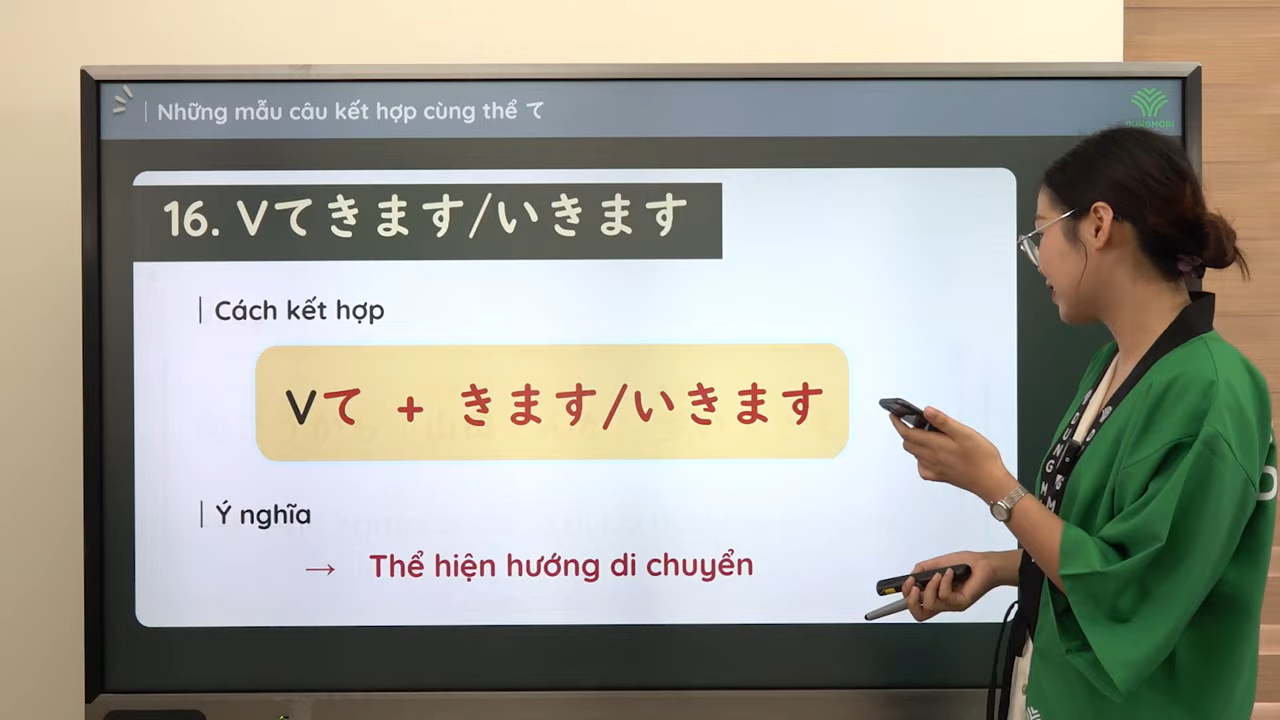 Những mẫu câu kết hợp cùng thể て
DUNGMORI
16. Vてきます/いきます
Cách kết hợp
Vて + きます/いきます
Ý nghĩa
→ Thể hiện hướng di chuyển